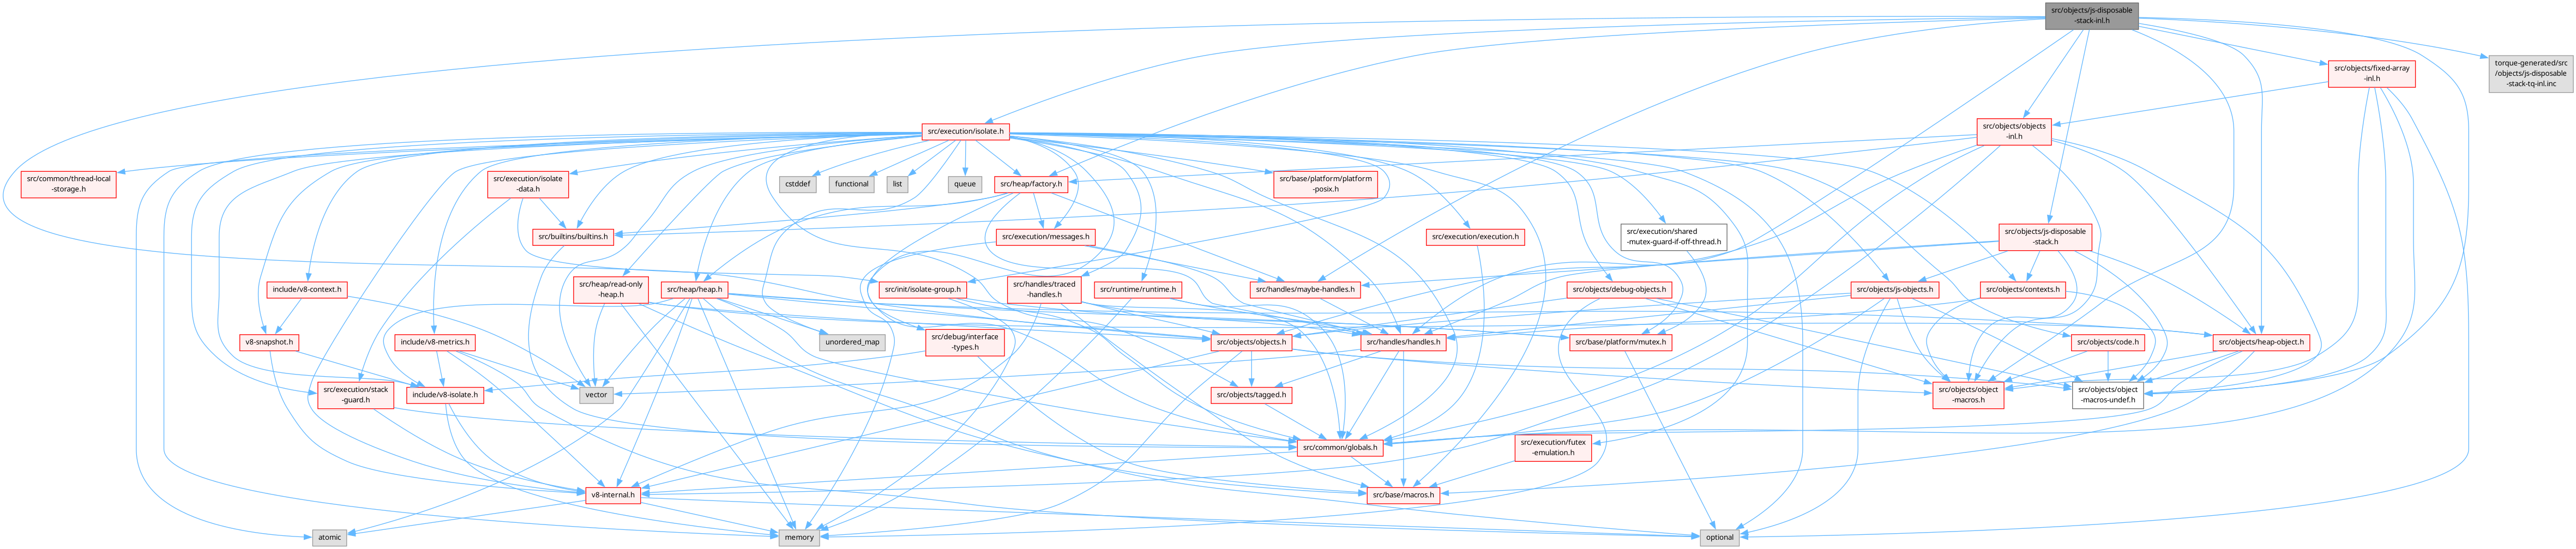 src/objects/js-disposable
-stack-inl.h
torque-generated/src
/objects/js-disposable
-stack-tq-inl.inc
src/objects/fixed-array
-inl.h
src/execution/isolate.h
src/objects/objects
-inl.h
src/common/thread-local
-storage.h
src/execution/isolate
-data.h
cstddef
functional
list
queue
src/heap/factory.h
src/base/platform/platform
-posix.h
src/builtins/builtins.h
src/execution/messages.h
src/execution/execution.h
src/execution/shared
-mutex-guard-if-off-thread.h
src/objects/js-disposable
-stack.h
include/v8-context.h
src/heap/read-only
-heap.h
src/heap/heap.h
src/init/isolate-group.h
src/handles/traced
-handles.h
src/runtime/runtime.h
src/handles/maybe-handles.h
src/objects/debug-objects.h
src/objects/js-objects.h
src/objects/contexts.h
v8-snapshot.h
include/v8-metrics.h
unordered_map
src/debug/interface
-types.h
src/objects/objects.h
src/handles/handles.h
src/base/platform/mutex.h
src/objects/code.h
src/objects/heap-object.h
src/execution/stack
-guard.h
include/v8-isolate.h
vector
src/objects/tagged.h
src/objects/object
-macros.h
src/objects/object
-macros-undef.h
src/common/globals.h
src/execution/futex
-emulation.h
v8-internal.h
src/base/macros.h
atomic
memory
optional